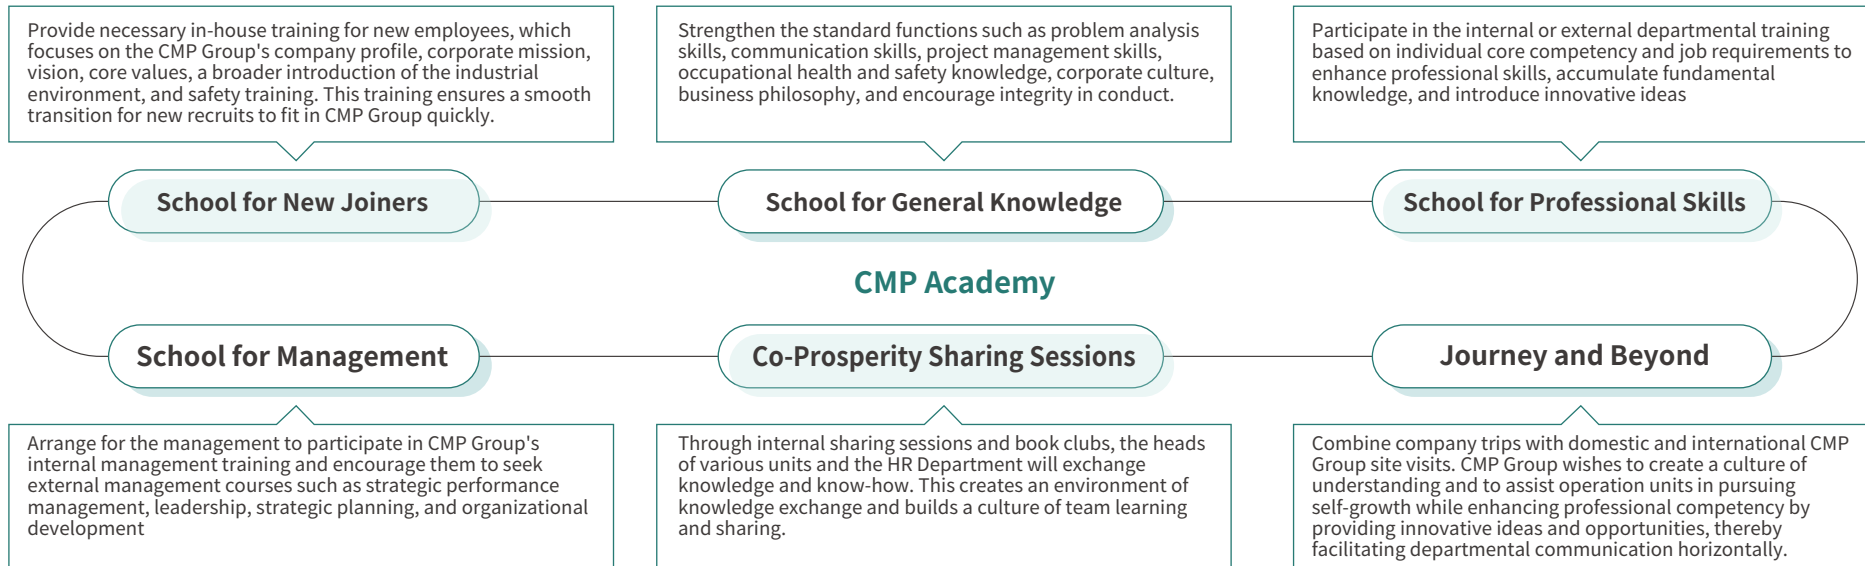 Provide necessary in-house training for new employees, which
focuses on the CMP Group's company profile, corporate mission,
vision, core values, a broader introduction of the industrial
environment, and safety training. This training ensures a smooth
transition for new recruits to fit in CMP Group quickly.
Strengthen the standard functions such as problem analysis
skills, communication skills, project management skills,
occupational health and safety knowledge, corporate culture,
business philosophy, and encourage integrity in conduct.
Participate in the internal or external departmental training
based on individual core competency and job requirements to
enhance professional skills, accumulate fundamental
knowledge, and introduce innovative ideas
School for New Joiners
School for General Knowledge
School for Professional Skills
CMP Academy
School for Management
Co-Prosperity Sharing Sessions
Journey and Beyond
Arrange for the management to participate in CMP Group's
internal management training and encourage them to seek
external management courses such as strategic performance
management, leadership, strategic planning, and organizational
development
Through internal sharing sessions and book clubs, the heads
of various units and the HR Department will exchange
knowledge and know-how. This creates an environment of
knowledge exchange and builds a culture of team learning
and sharing.
Combine company trips with domestic and international CMP
Group site visits. CMP Group wishes to create a culture of
understanding and to assist operation units in pursuing
self-growth while enhancing professional competency by
providing innovative ideas and opportunities, thereby
facilitating departmental communication horizontally.